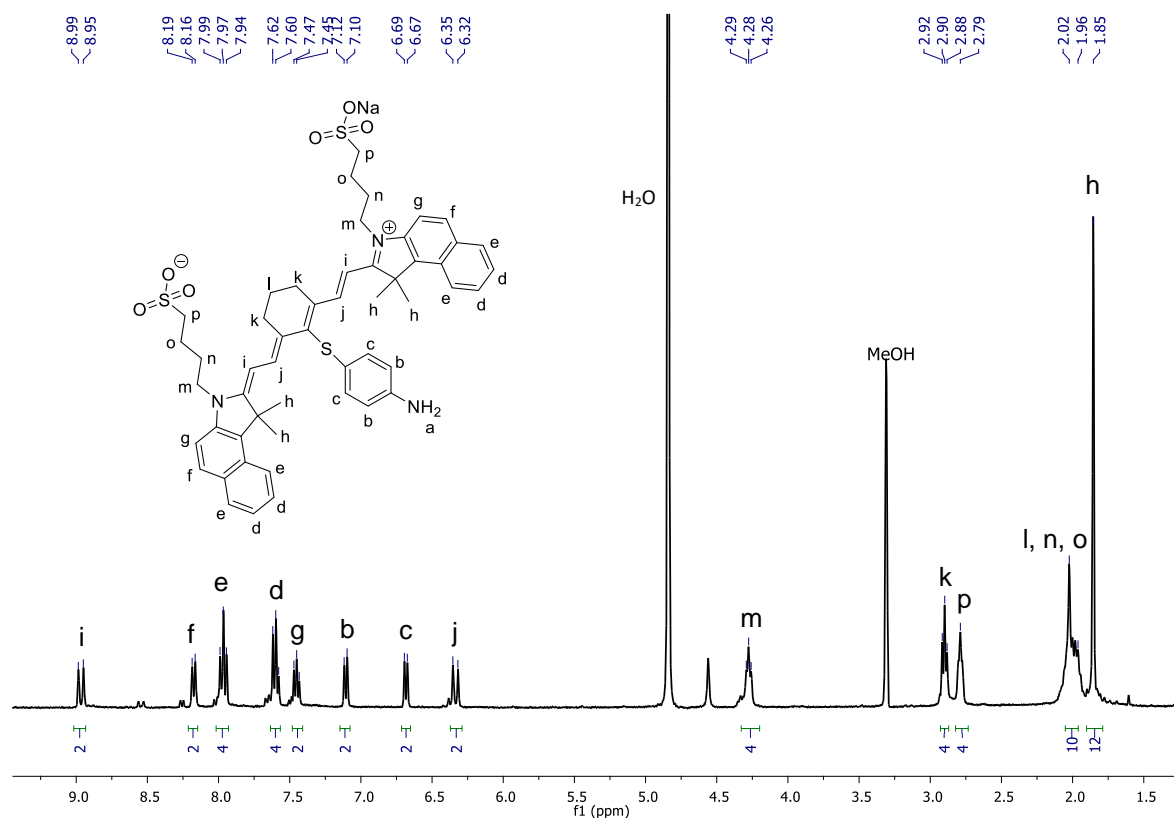 8.99
8.95
8.19
8.16
7.99
7.97
7.94
7.62
7.60
7.47
7.45
7.12
7.10
6.69
6.67
6.35
6.32
4.29
4.28
4.26
2.92
2.90
2.88
2.79
2.02
1.96
1.85
ONa
O S O
p
o
n
m
N ⊕
g
f
e
d
d
e
i
h
h
j
k
l
k
O ⊖
O S O
p
o
n
m
i
j
S
c
b
c
b
NH2
a
N
h
h
g
f
e
d
d
e
H2O
MeOH
h
l, n, o
i
f
e
d
g
b
c
j
m
k
p
2
2
4
4
2
2
2
2
4
4
4
10
12
9.0 8.5 8.0 7.5 7.0 6.5 6.0 5.5 5.0 4.5 4.0 3.5 3.0 2.5 2.0 1.5
f1 (ppm)